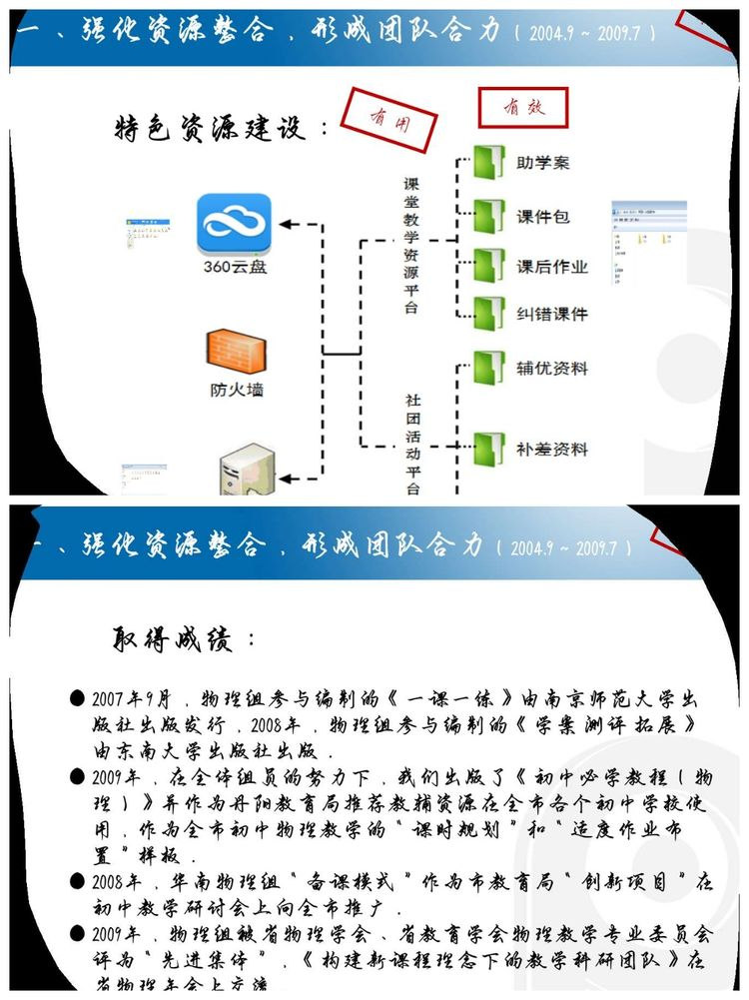 一、强化资源整合，形成团队合力（2004.9～2009.7）
特色资源建设：
有用
有效
360云盘
防火墙
课堂教学资源平台
社团活动平台
助学案
课件包
课后作业
纠错课件
辅优资料
补差资料
一、强化资源整合，形成团队合力（2004.9～2009.7）
取得成绩：
●2007年9月，物理组参与编制的《一课一练》由南京师范大学出
版社出版发行，2008年，物理组参与编制的《学案测评拓展》
由东南大学出版社出版．
●2009年，在全体组员的努力下，我们出版了《初中必学教程（物
理）》并作为丹阳教育局推荐教辅资源在全市各个初中学校使
用，作为全市初中物理教学的“课时规划”和“适度作业布
置”样板．
●2008年，华南物理组“备课模式”作为市教育局“创新项目”在
初中教学研讨会上向全市推广．
●2009年，物理组被省物理学会、省教育学会物理教学专业委员会
评为“先进集体”，《构建新课程理念下的教学科研团队》在
省物理年会上交流